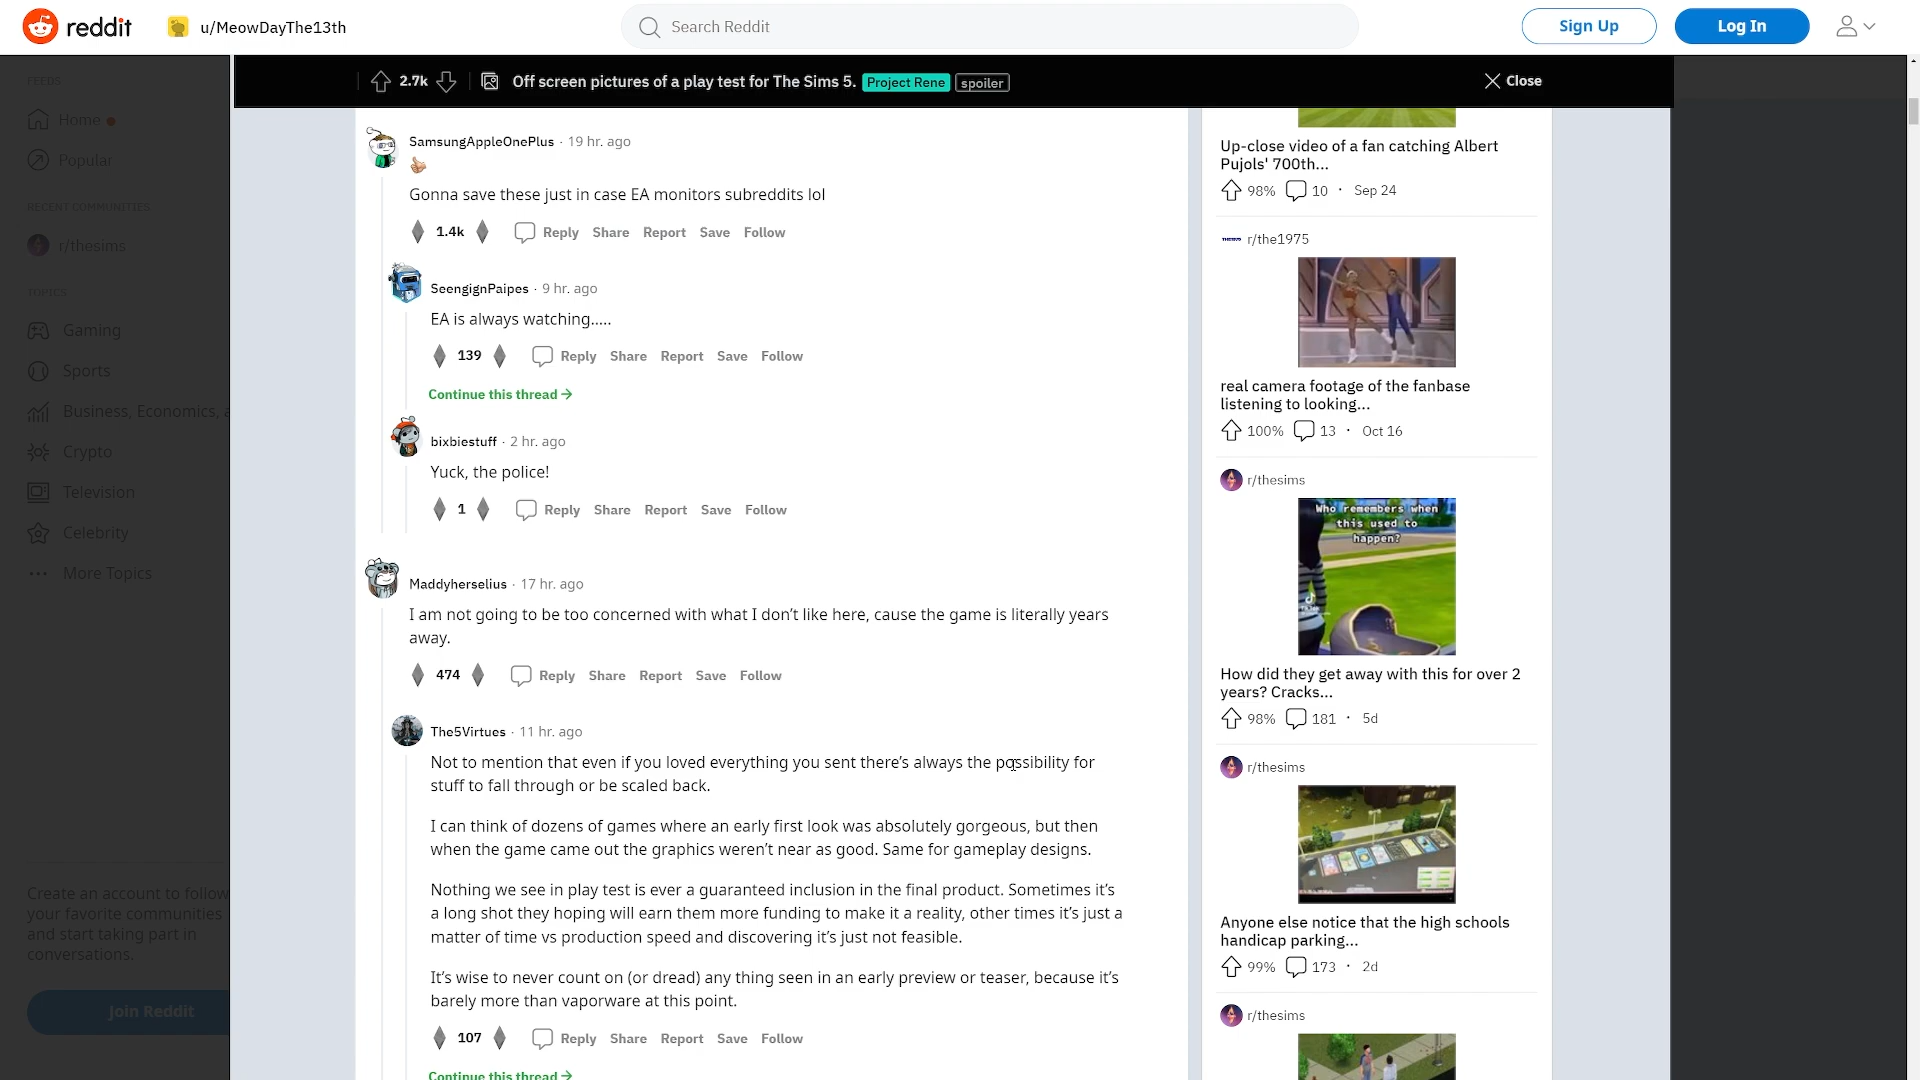 reddit
u/MeowDayThe13th
Search Reddit
Sign Up
Log In
FEEDS
Home
Popular
RECENT COMMUNITIES
r/thesims
TOPICS
Gaming
Sports
Business, Economics, a
Crypto
Television
Celebrity
More Topics
Create an account to follow
your favorite communities
and start taking part in
conversations.
Join Reddit
2.7k
Off screen pictures of a play test for The Sims 5. Project Rene spoiler
Close
SamsungAppleOnePlus · 19 hr. ago
Gonna save these just in case EA monitors subreddits lol
1.4k Reply Share Report Save Follow
SeengignPaipes · 9 hr. ago
EA is always watching.....
139 Reply Share Report Save Follow
Continue this thread →
bixbiestuff · 2 hr. ago
Yuck, the police!
1 Reply Share Report Save Follow
Maddyherselius · 17 hr. ago
I am not going to be too concerned with what I don’t like here, cause the game is literally years
away.
474 Reply Share Report Save Follow
The5Virtues · 11 hr. ago
Not to mention that even if you loved everything you sent there’s always the possibility for
stuff to fall through or be scaled back.
I can think of dozens of games where an early first look was absolutely gorgeous, but then
when the game came out the graphics weren’t near as good. Same for gameplay designs.
Nothing we see in play test is ever a guaranteed inclusion in the final product. Sometimes it’s
a long shot they hoping will earn them more funding to make it a reality, other times it’s just a
matter of time vs production speed and discovering it’s just not feasible.
It’s wise to never count on (or dread) any thing seen in an early preview or teaser, because it’s
barely more than vaporware at this point.
107 Reply Share Report Save Follow
Continue this thread →
Up-close video of a fan catching Albert
Pujols' 700th...
98% 10 · Sep 24
r/the1975
real camera footage of the fanbase
listening to looking...
100% 13 · Oct 16
r/thesims
Who remembers when
this used to
happen?
How did they get away with this for over 2
years? Cracks...
98% 181 · 5d
r/thesims
Anyone else notice that the high schools
handicap parking...
99% 173 · 2d
r/thesims